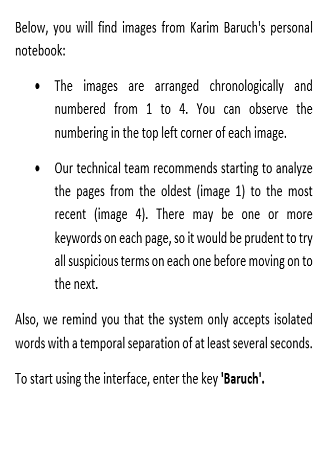 Below, you will find images from Karim Baruch's personal
notebook:
• The images are arranged chronologically and
numbered from 1 to 4. You can observe the
numbering in the top left corner of each image.
• Our technical team recommends starting to analyze
the pages from the oldest (image 1) to the most
recent (image 4). There may be one or more
keywords on each page, so it would be prudent to try
all suspicious terms on each one before moving on to
the next.
Also, we remind you that the system only accepts isolated
words with a temporal separation of at least several seconds.
To start using the interface, enter the key 'Baruch'.